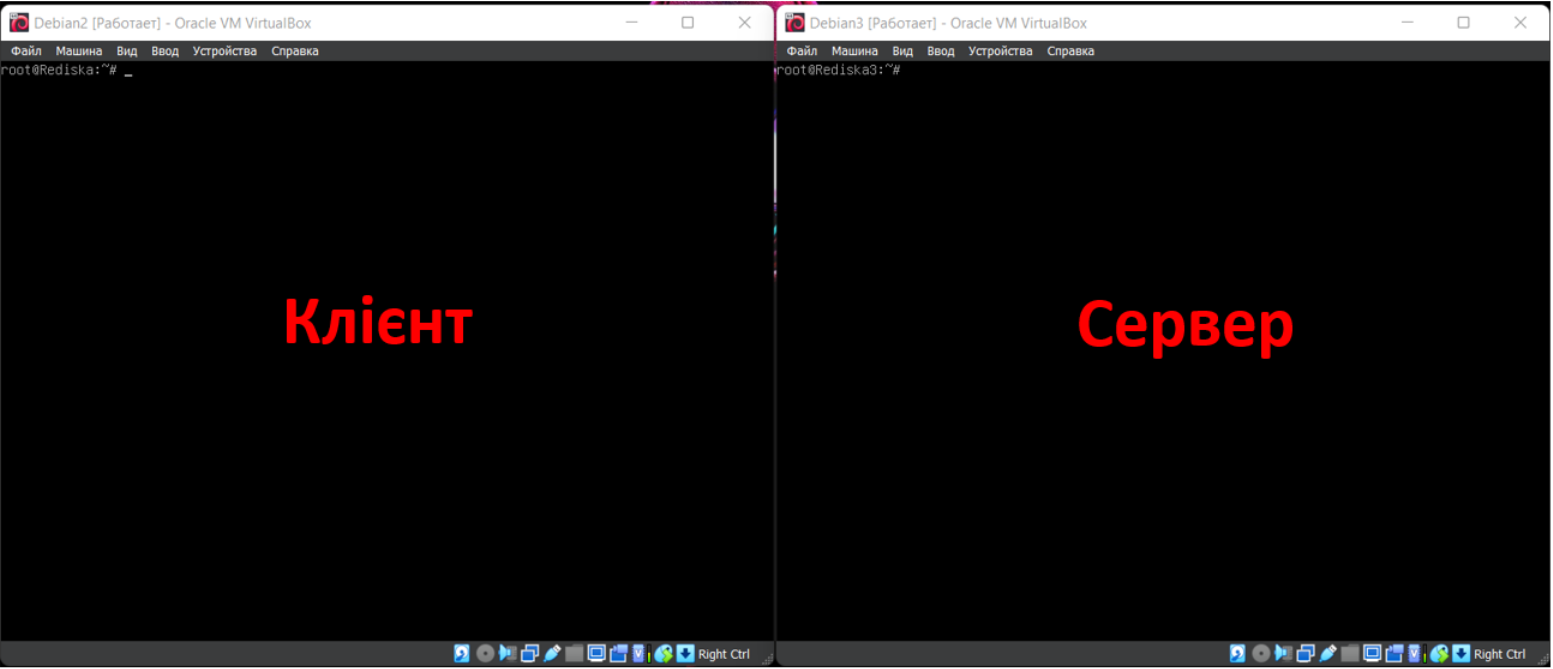 Debian2 [Работает] - Oracle VM VirtualBox
Файл Машина Вид Ввод Устройства Справка
root@Rediska:~# _
Клієнт
Right Ctrl
Debian3 [Работает] - Oracle VM VirtualBox
Файл Машина Вид Ввод Устройства Справка
root@Rediska3:~#
Сервер
Right Ctrl